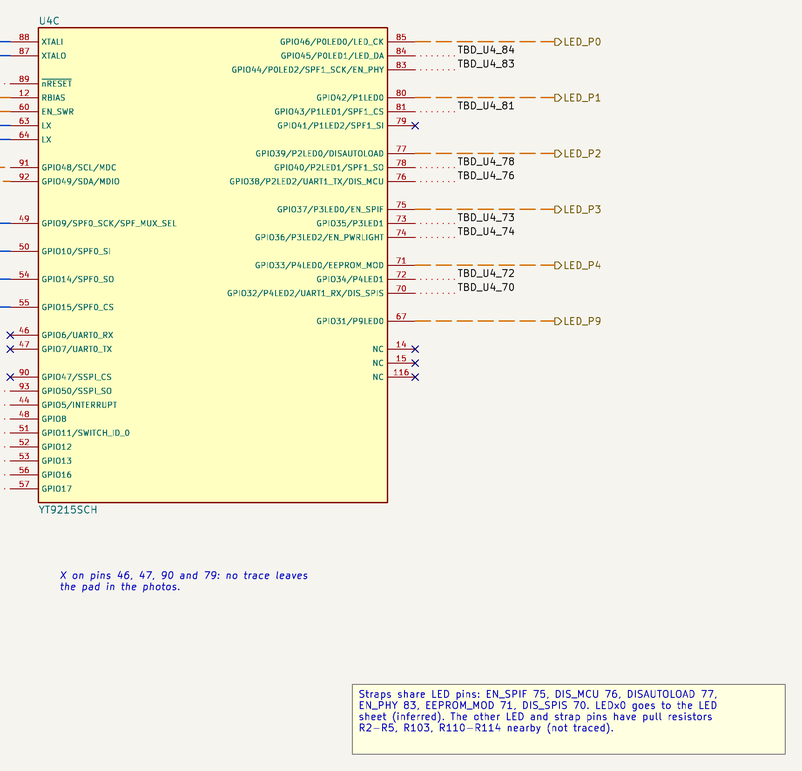 U4C
88 XTALI GPIO46/P0LED0/LED_CK 85 LED_P0
87 XTALO GPIO45/P0LED1/LED_DA 84 TBD_U4_84
GPIO44/P0LED2/SPF1_SCK/EN_PHY 83 TBD_U4_83
89 nRESET
12 RBIAS GPIO42/P1LED0 80 LED_P1
60 EN_SWR GPIO43/P1LED1/SPF1_CS 81 TBD_U4_81
63 LX GPIO41/P1LED2/SPF1_SI 79
64 LX
GPIO39/P2LED0/DISAUTOLOAD 77 LED_P2
91 GPIO48/SCL/MDC GPIO40/P2LED1/SPF1_SO 78 TBD_U4_78
92 GPIO49/SDA/MDIO GPIO38/P2LED2/UART1_TX/DIS_MCU 76 TBD_U4_76
GPIO37/P3LED0/EN_SPIF 75 LED_P3
49 GPIO9/SPF0_SCK/SPF_MUX_SEL GPIO35/P3LED1 73 TBD_U4_73
GPIO36/P3LED2/EN_PWRLIGHT 74 TBD_U4_74
50 GPIO10/SPF0_SI
GPIO33/P4LED0/EEPROM_MOD 71 LED_P4
54 GPIO14/SPF0_SO GPIO34/P4LED1 72 TBD_U4_72
GPIO32/P4LED2/UART1_RX/DIS_SPIS 70 TBD_U4_70
55 GPIO15/SPF0_CS
GPIO31/P9LED0 67 LED_P9
46 GPIO6/UART0_RX
47 GPIO7/UART0_TX NC 14
NC 15
90 GPIO47/SSPI_CS NC 116
93 GPIO50/SSPI_SO
44 GPIO5/INTERRUPT
48 GPIO8
51 GPIO11/SWITCH_ID_0
52 GPIO12
53 GPIO13
56 GPIO16
57 GPIO17
YT9215SCH
X on pins 46, 47, 90 and 79: no trace leaves
the pad in the photos.
Straps share LED pins: EN_SPIF 75, DIS_MCU 76, DISAUTOLOAD 77,
EN_PHY 83, EEPROM_MOD 71, DIS_SPIS 70. LEDx0 goes to the LED
sheet (inferred). The other LED and strap pins have pull resistors
R2-R5, R103, R110-R114 nearby (not traced).